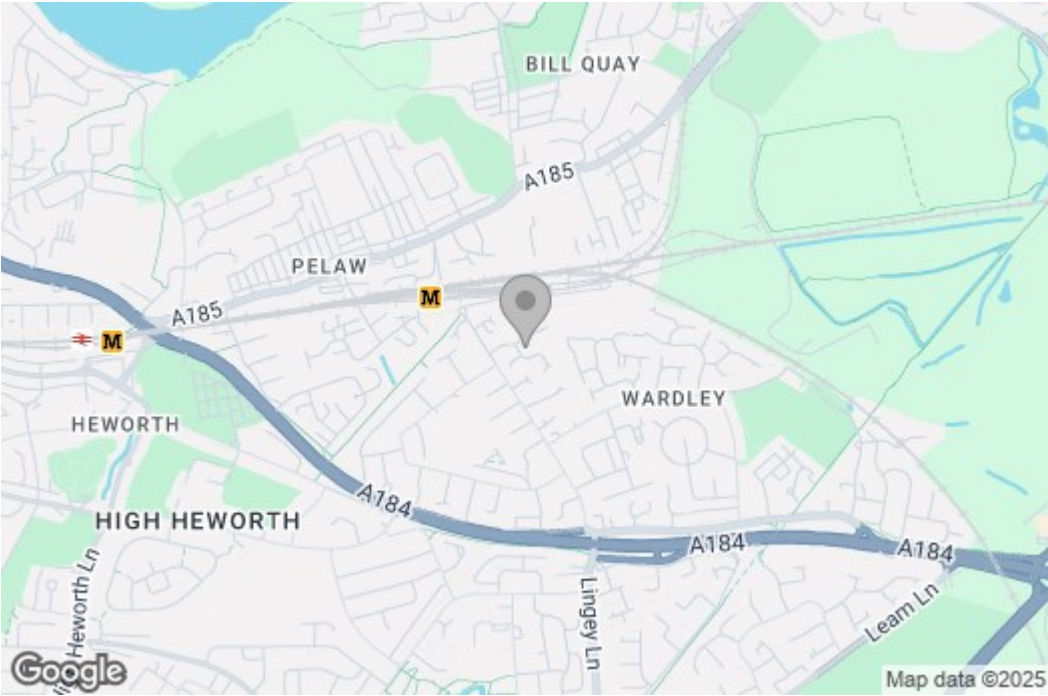 BILL QUAY
A185
PELAW
M
A185
M
WARDLEY
HEWORTH
A184
HIGH HEWORTH
A184
A184
Lingey Ln
Leam Ln
High Heworth Ln
Google
Map data ©2025